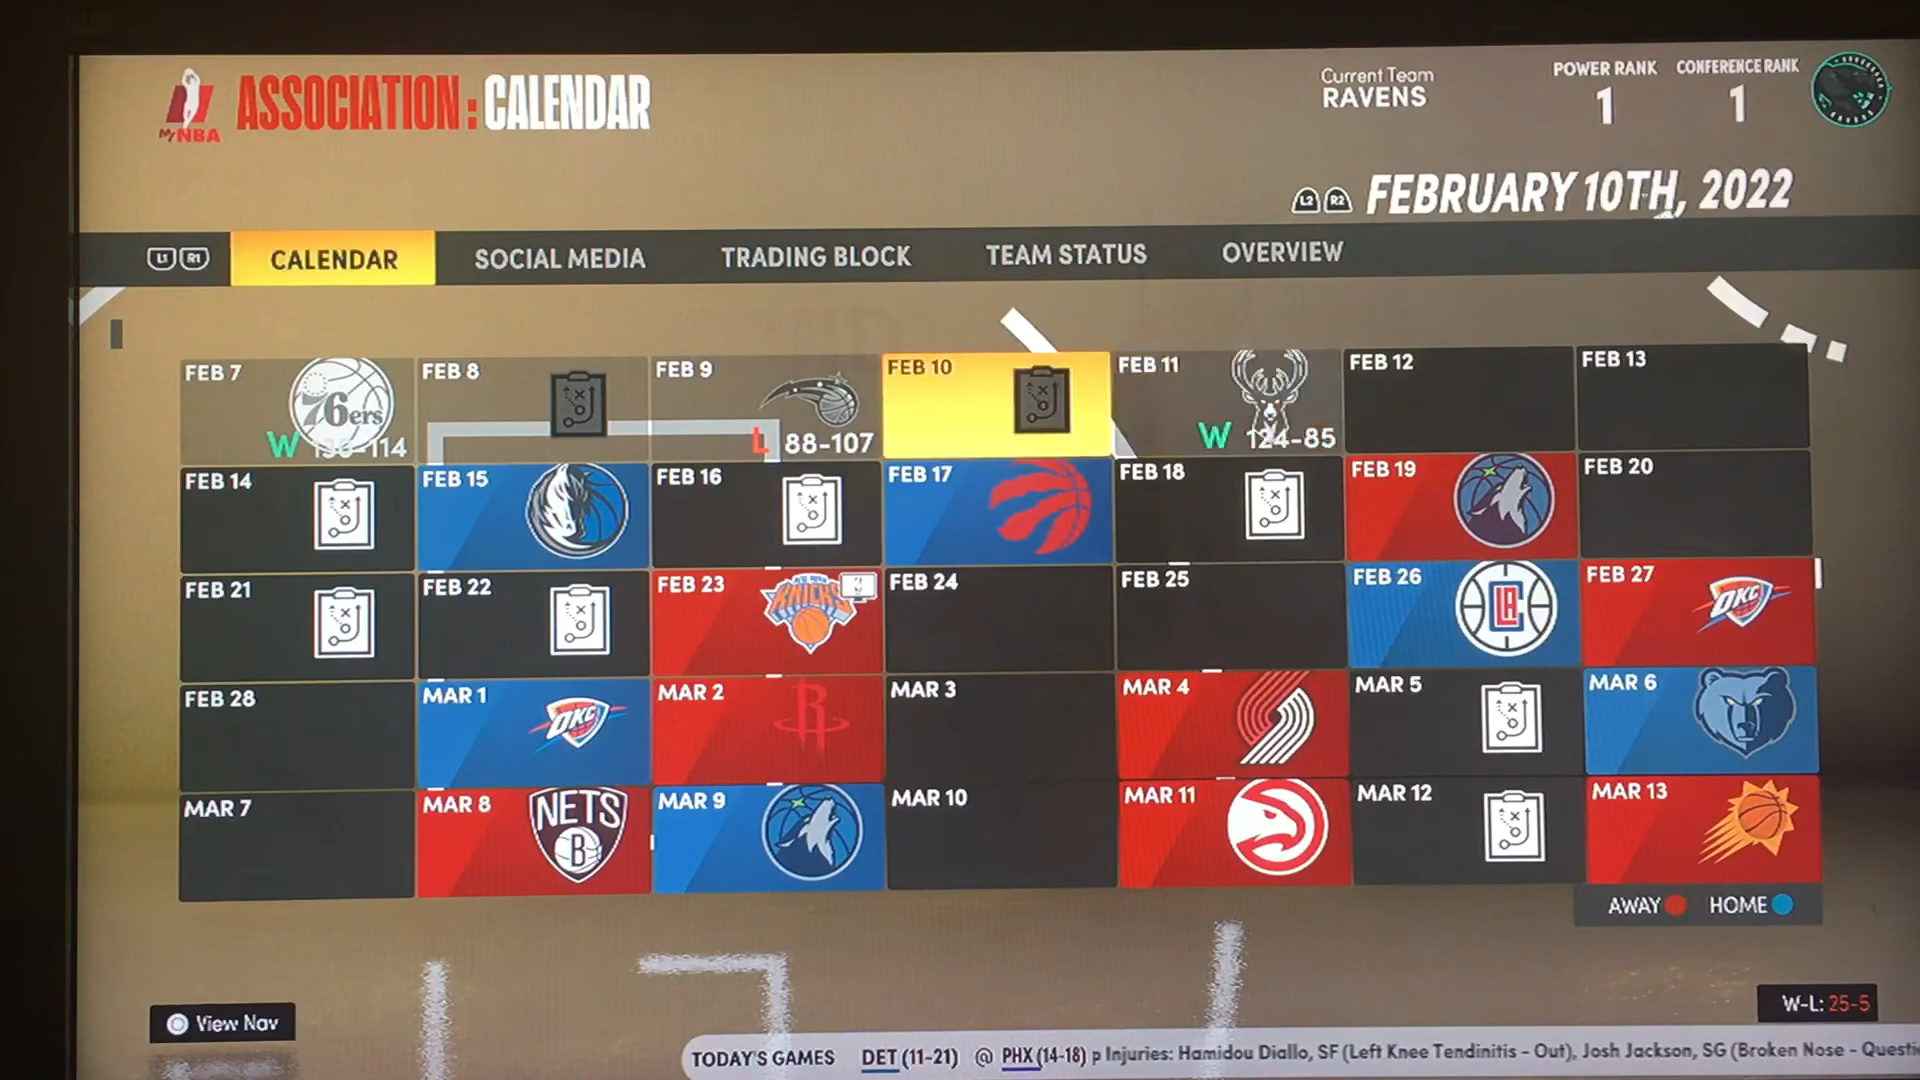 MyNBA
ASSOCIATION: CALENDAR
Current Team
RAVENS
POWER RANK
1
CONFERENCE RANK
1
L2 R2 FEBRUARY 10TH, 2022
L1 R1 CALENDAR SOCIAL MEDIA TRADING BLOCK TEAM STATUS OVERVIEW
FEB 7 76ers W 114
FEB 8
FEB 9 L 88-107
FEB 10
FEB 11 W 124-85
FEB 12
FEB 13
FEB 14
FEB 15
FEB 16
FEB 17
FEB 18
FEB 19
FEB 20
FEB 21
FEB 22
FEB 23 KNICKS
FEB 24
FEB 25
FEB 26 LA
FEB 27 OKC
FEB 28
MAR 1 OKC
MAR 2 R
MAR 3
MAR 4
MAR 5
MAR 6
MAR 7
MAR 8 NETS B
MAR 9
MAR 10
MAR 11
MAR 12
MAR 13
AWAY HOME
View Nav
W-L: 25-5
TODAY'S GAMES DET (11-21) @ PHX (14-18) p Injuries: Hamidou Diallo, SF (Left Knee Tendinitis - Out), Josh Jackson, SG (Broken Nose - Questi